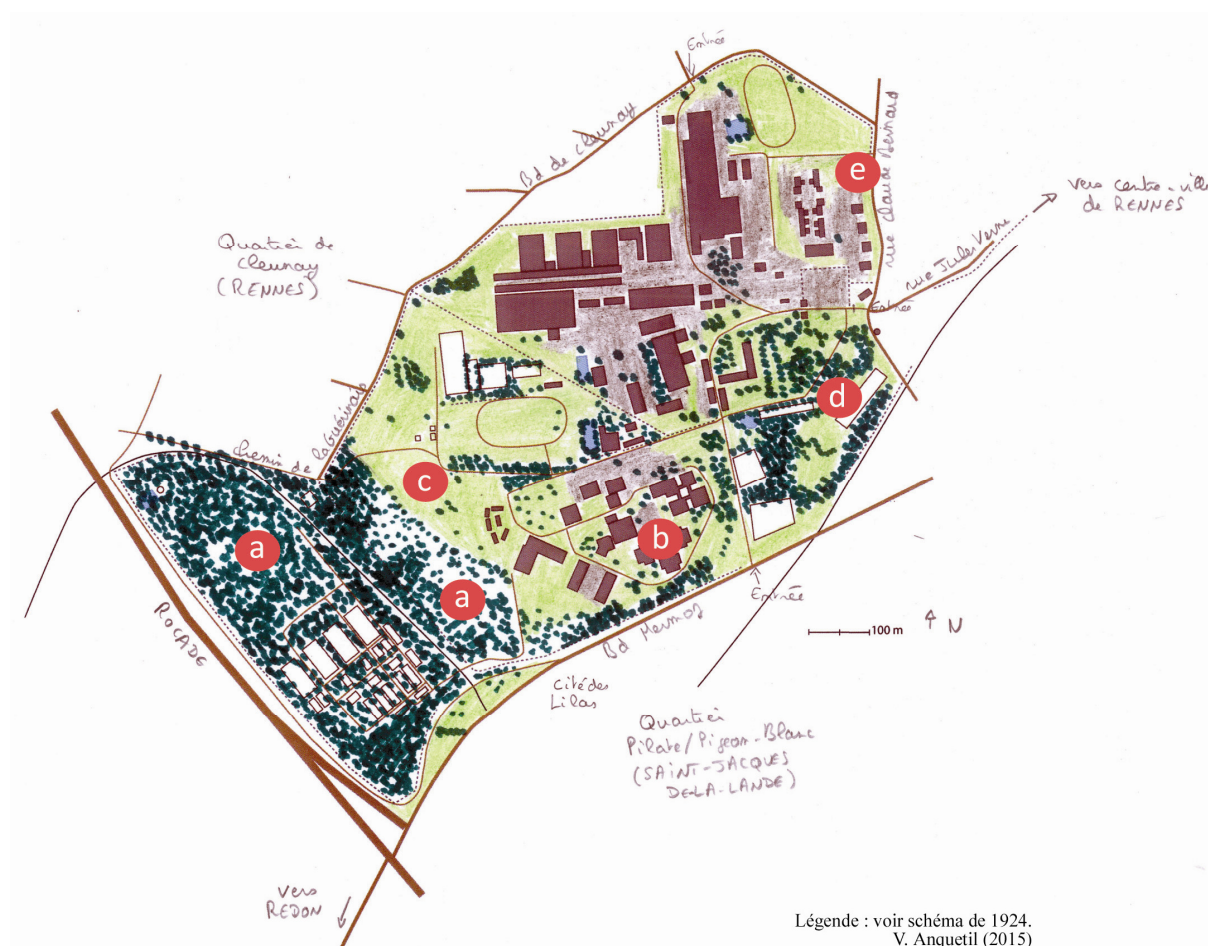 Entrée
Bd de Cleunay
rue Claude Bernard
e
vers centre-ville
de RENNES
Quartier de
Cleunay
(RENNES)
rue Jules Verne
Entrée
d
chemin de la Guérinais
c
a
b
a
ROCADE
Entrée
100 m
N
Bd Mermoz
Cité des
Lilas
Quartier
Pilate/Pigeon-Blanc
(SAINT-JACQUES
DE-LA-LANDE)
vers
REDON
Légende : voir schéma de 1924.
V. Anquetil (2015)